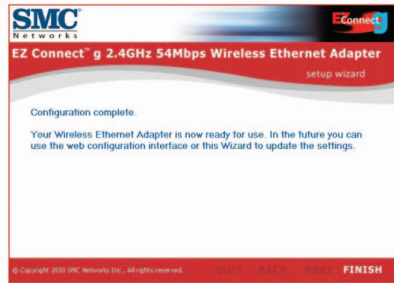 SMC®
Networks
EZ Connect g
EZ Connect™ g 2.4GHz 54Mbps Wireless Ethernet Adapter
setup wizard
Configuration complete.
Your Wireless Ethernet Adapter is now ready for use. In the future you can
use the web configuration interface or this Wizard to update the settings.
© Copyright 2003 SMC Networks Inc., All rights reserved.
QUIT BACK NEXT FINISH